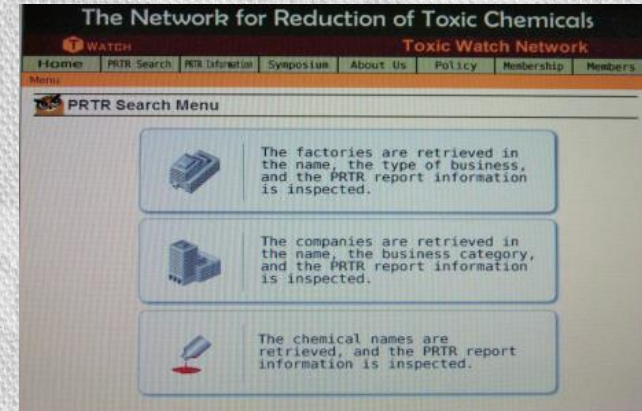 The Network for Reduction of Toxic Chemicals
T WATCH
Toxic Watch Network
Home PRTR Search PRTR Information Symposium About Us Policy Membership Members
Menu
PRTR Search Menu
The factories are retrieved in
the name, the type of business,
and the PRTR report information
is inspected.
The companies are retrieved in
the name, the business category,
and the PRTR report information
is inspected.
The chemical names are
retrieved, and the PRTR report
information is inspected.